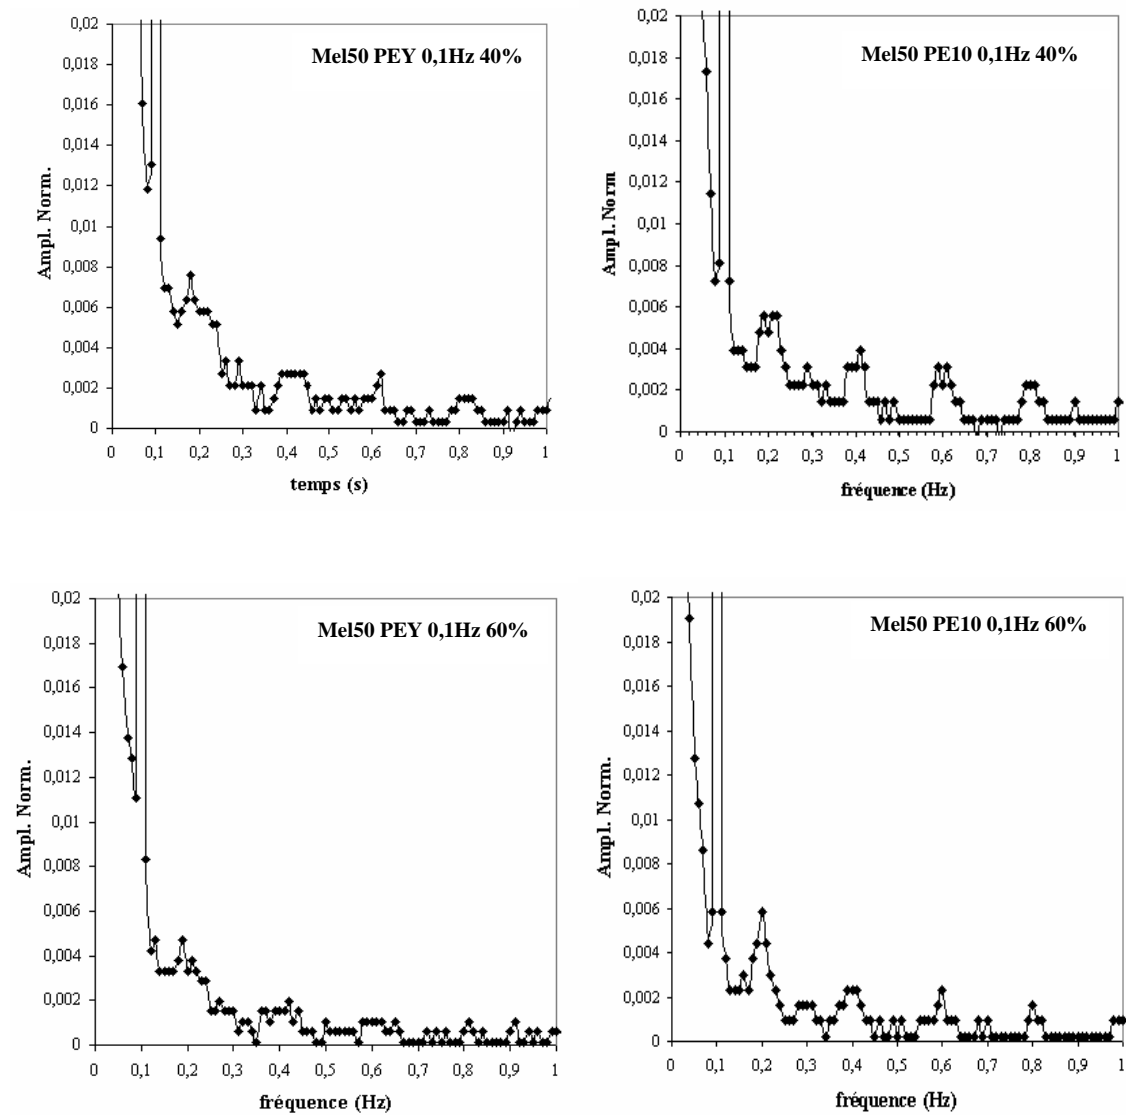 Mel50 PEY 0,1Hz 40%
0,02
0,018
0,016
0,014
0,012
0,01
0,008
0,006
0,004
0,002
0
Ampl. Norm.
0 0,1 0,2 0,3 0,4 0,5 0,6 0,7 0,8 0,9 1
temps (s)
Mel50 PE10 0,1Hz 40%
0,02
0,018
0,016
0,014
0,012
0,01
0,008
0,006
0,004
0,002
0
Ampl. Norm
0 0,1 0,2 0,3 0,4 0,5 0,6 0,7 0,8 0,9 1
fréquence (Hz)
Mel50 PEY 0,1Hz 60%
0,02
0,018
0,016
0,014
0,012
0,01
0,008
0,006
0,004
0,002
0
Ampl. Norm.
0 0,1 0,2 0,3 0,4 0,5 0,6 0,7 0,8 0,9 1
fréquence (Hz)
Mel50 PE10 0,1Hz 60%
0,02
0,018
0,016
0,014
0,012
0,01
0,008
0,006
0,004
0,002
0
Ampl. Norm.
0 0,1 0,2 0,3 0,4 0,5 0,6 0,7 0,8 0,9 1
fréquence (Hz)